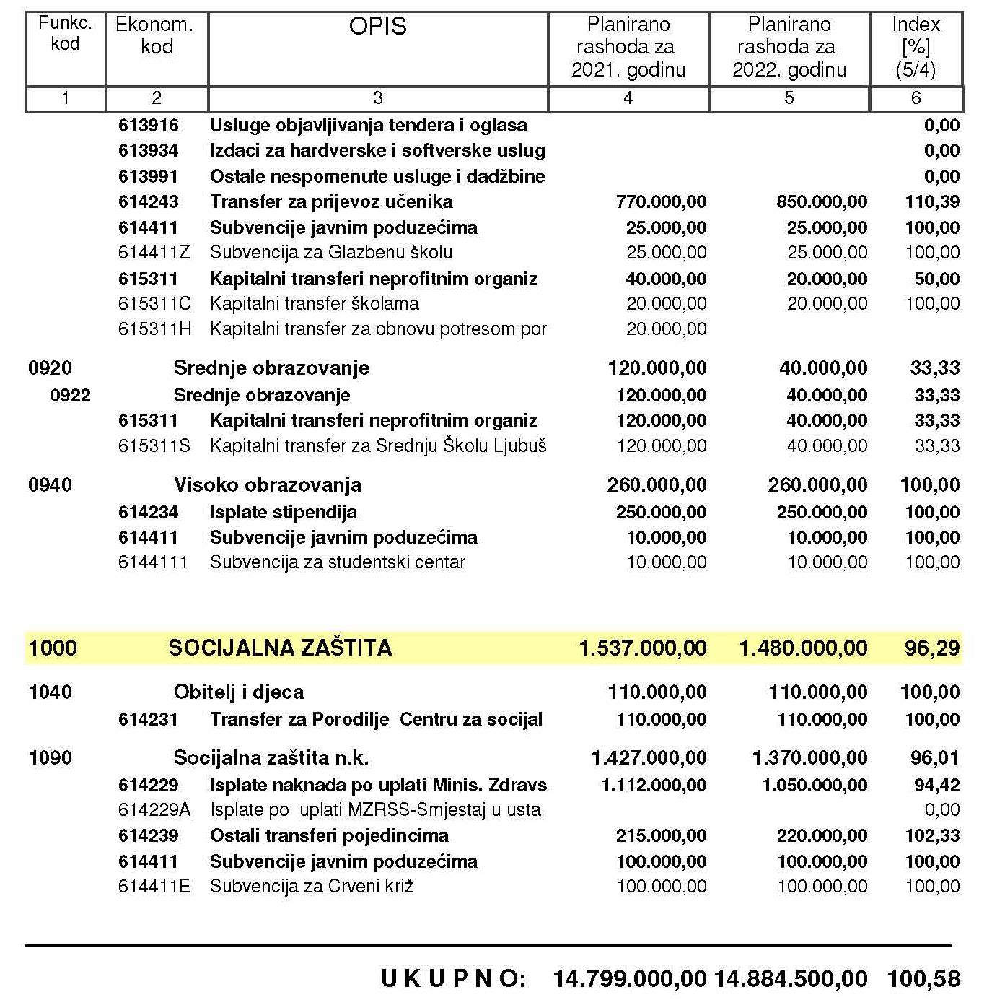 Funkc. kod Ekonom. kod OPIS Planirano rashoda za 2021. godinu Planirano rashoda za 2022. godinu Index [%] (5/4)
1 2 3 4 5 6
613916 Usluge objavljivanja tendera i oglasa 0,00
613934 Izdaci za hardverske i softverske uslug 0,00
613991 Ostale nespomenute usluge i dadžbine 0,00
614243 Transfer za prijevoz učenika 770.000,00 850.000,00 110,39
614411 Subvencije javnim poduzećima 25.000,00 25.000,00 100,00
614411Z Subvencija za Glazbenu školu 25.000,00 25.000,00 100,00
615311 Kapitalni transferi neprofitnim organiz 40.000,00 20.000,00 50,00
615311C Kapitalni transfer školama 20.000,00 20.000,00 100,00
615311H Kapitalni transfer za obnovu potresom por 20.000,00
0920 Srednje obrazovanje 120.000,00 40.000,00 33,33
0922 Srednje obrazovanje 120.000,00 40.000,00 33,33
615311 Kapitalni transferi neprofitnim organiz 120.000,00 40.000,00 33,33
615311S Kapitalni transfer za Srednju Školu Ljubuš 120.000,00 40.000,00 33,33
0940 Visoko obrazovanja 260.000,00 260.000,00 100,00
614234 Isplate stipendija 250.000,00 250.000,00 100,00
614411 Subvencije javnim poduzećima 10.000,00 10.000,00 100,00
6144111 Subvencija za studentski centar 10.000,00 10.000,00 100,00
1000 SOCIJALNA ZAŠTITA 1.537.000,00 1.480.000,00 96,29
1040 Obitelj i djeca 110.000,00 110.000,00 100,00
614231 Transfer za Porodilje Centru za socijal 110.000,00 110.000,00 100,00
1090 Socijalna zaštita n.k. 1.427.000,00 1.370.000,00 96,01
614229 Isplate naknada po uplati Minis. Zdravs 1.112.000,00 1.050.000,00 94,42
614229A Isplate po uplati MZRSS-Smjestaj u usta 0,00
614239 Ostali transferi pojedincima 215.000,00 220.000,00 102,33
614411 Subvencije javnim poduzećima 100.000,00 100.000,00 100,00
614411E Subvencija za Crveni križ 100.000,00 100.000,00 100,00
U K U P N O: 14.799.000,00 14.884.500,00 100,58